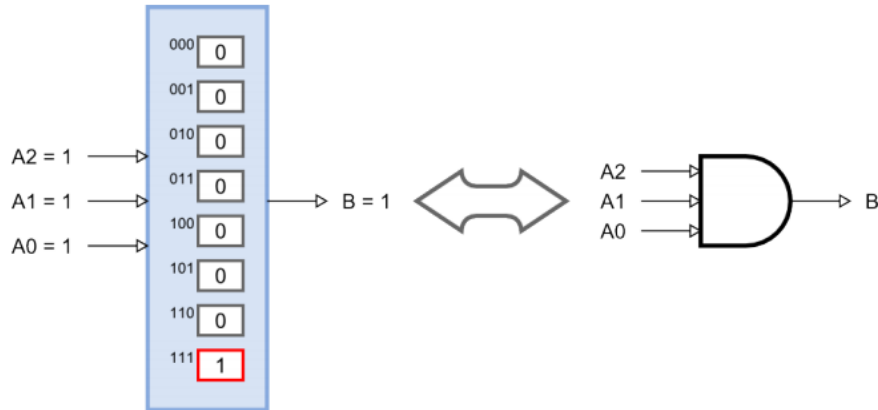 000 0
001 0
010 0
A2 = 1
011 0
A1 = 1
B = 1
100 0
A0 = 1
101 0
110 0
111 1
A2
A1
A0
B